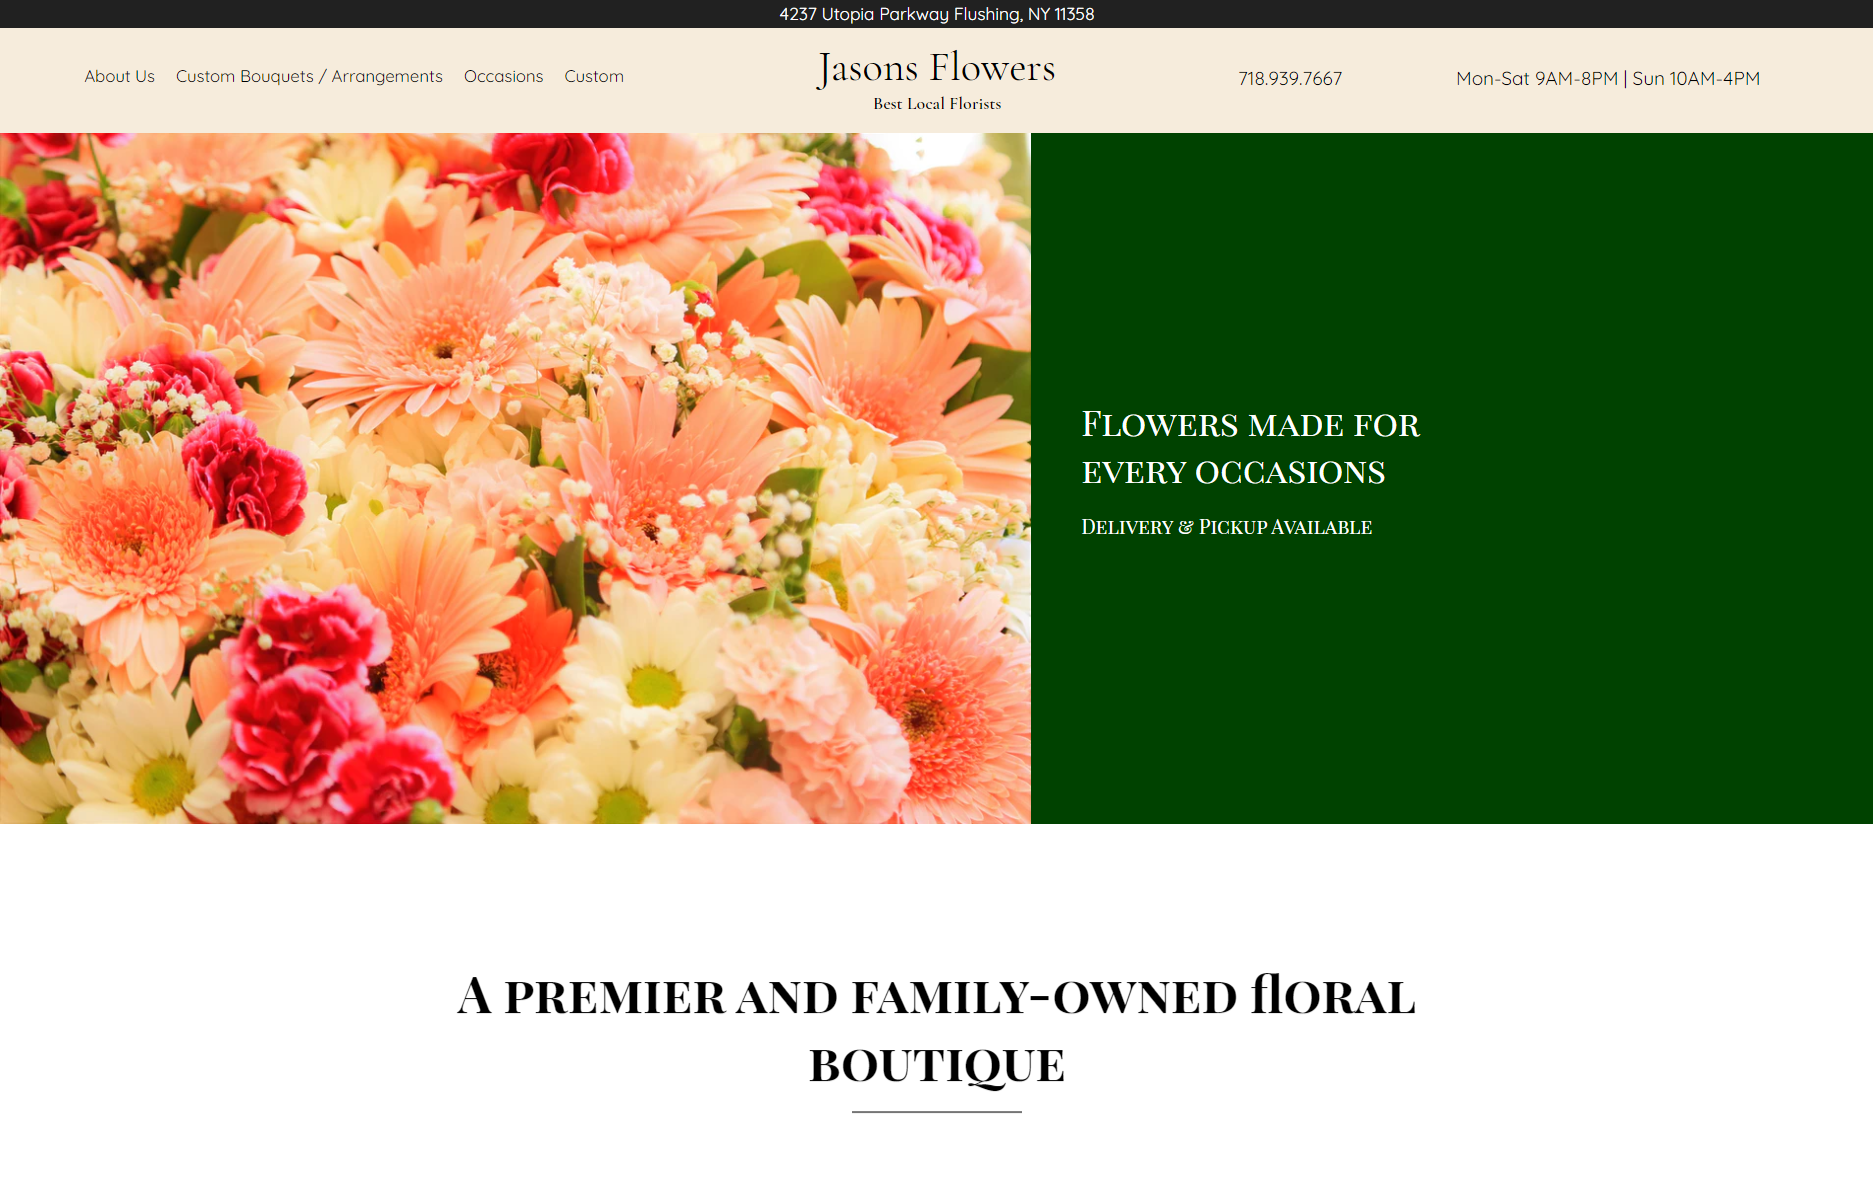 4237 Utopia Parkway Flushing, NY 11358
About Us Custom Bouquets / Arrangements Occasions Custom
Jasons Flowers
Best Local Florists
718.939.7667
Mon-Sat 9AM-8PM | Sun 10AM-4PM
Flowers made for
every occasions
Delivery & Pickup Available
A premier and family-owned floral
boutique